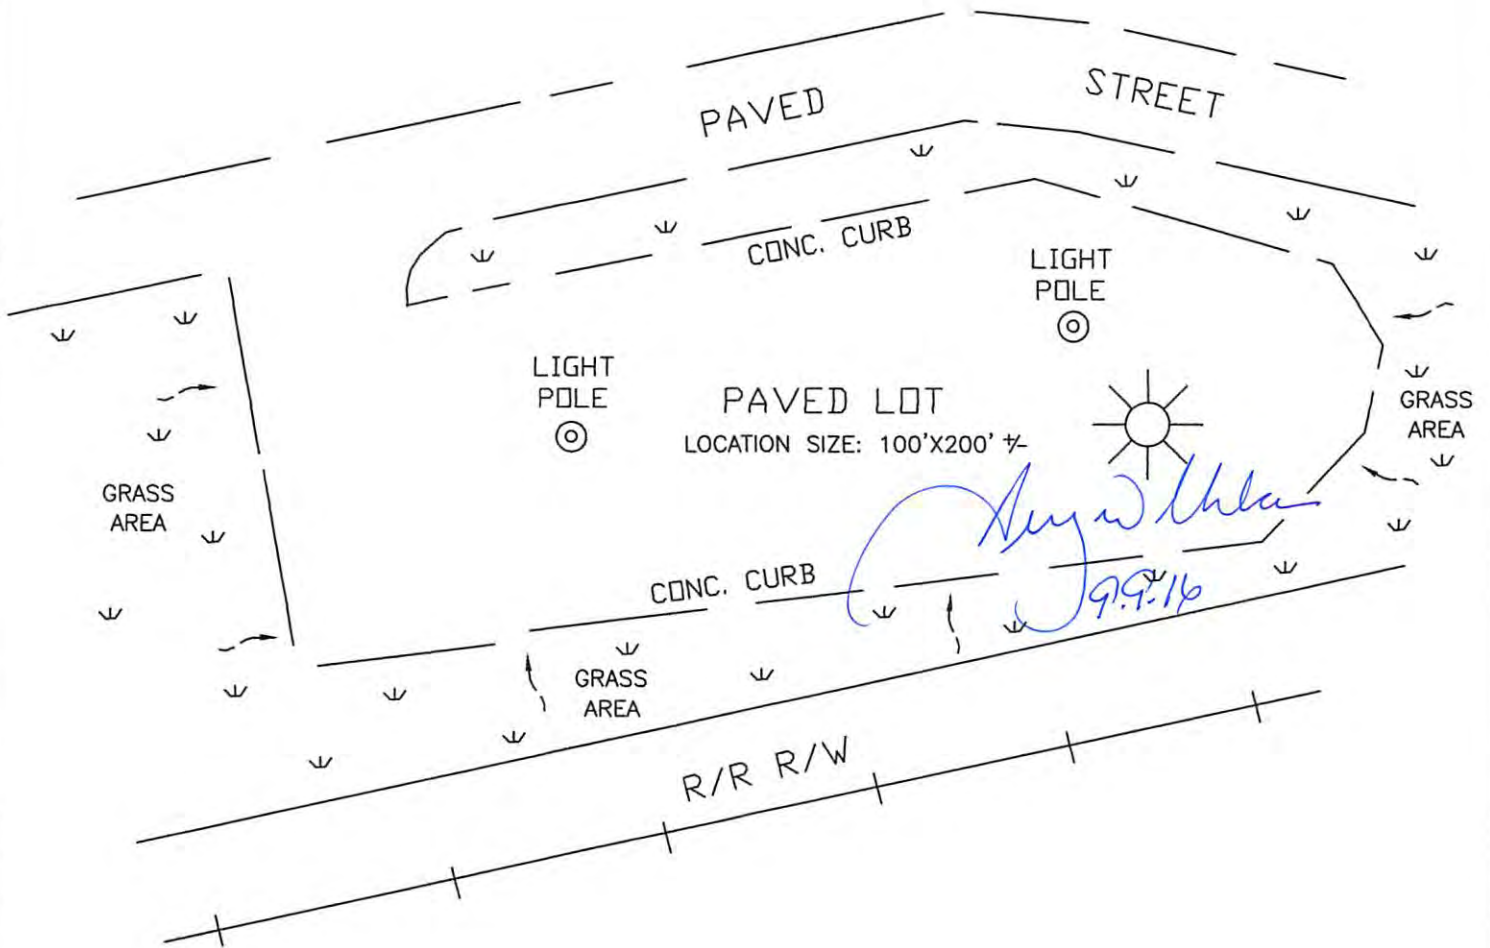 PAVED STREET
CONC. CURB
LIGHT
POLE
LIGHT
POLE
PAVED LOT
LOCATION SIZE: 100'X200' +/-
GRASS
AREA
GRASS
AREA
CONC. CURB
9.9.16
GRASS
AREA
R/R R/W